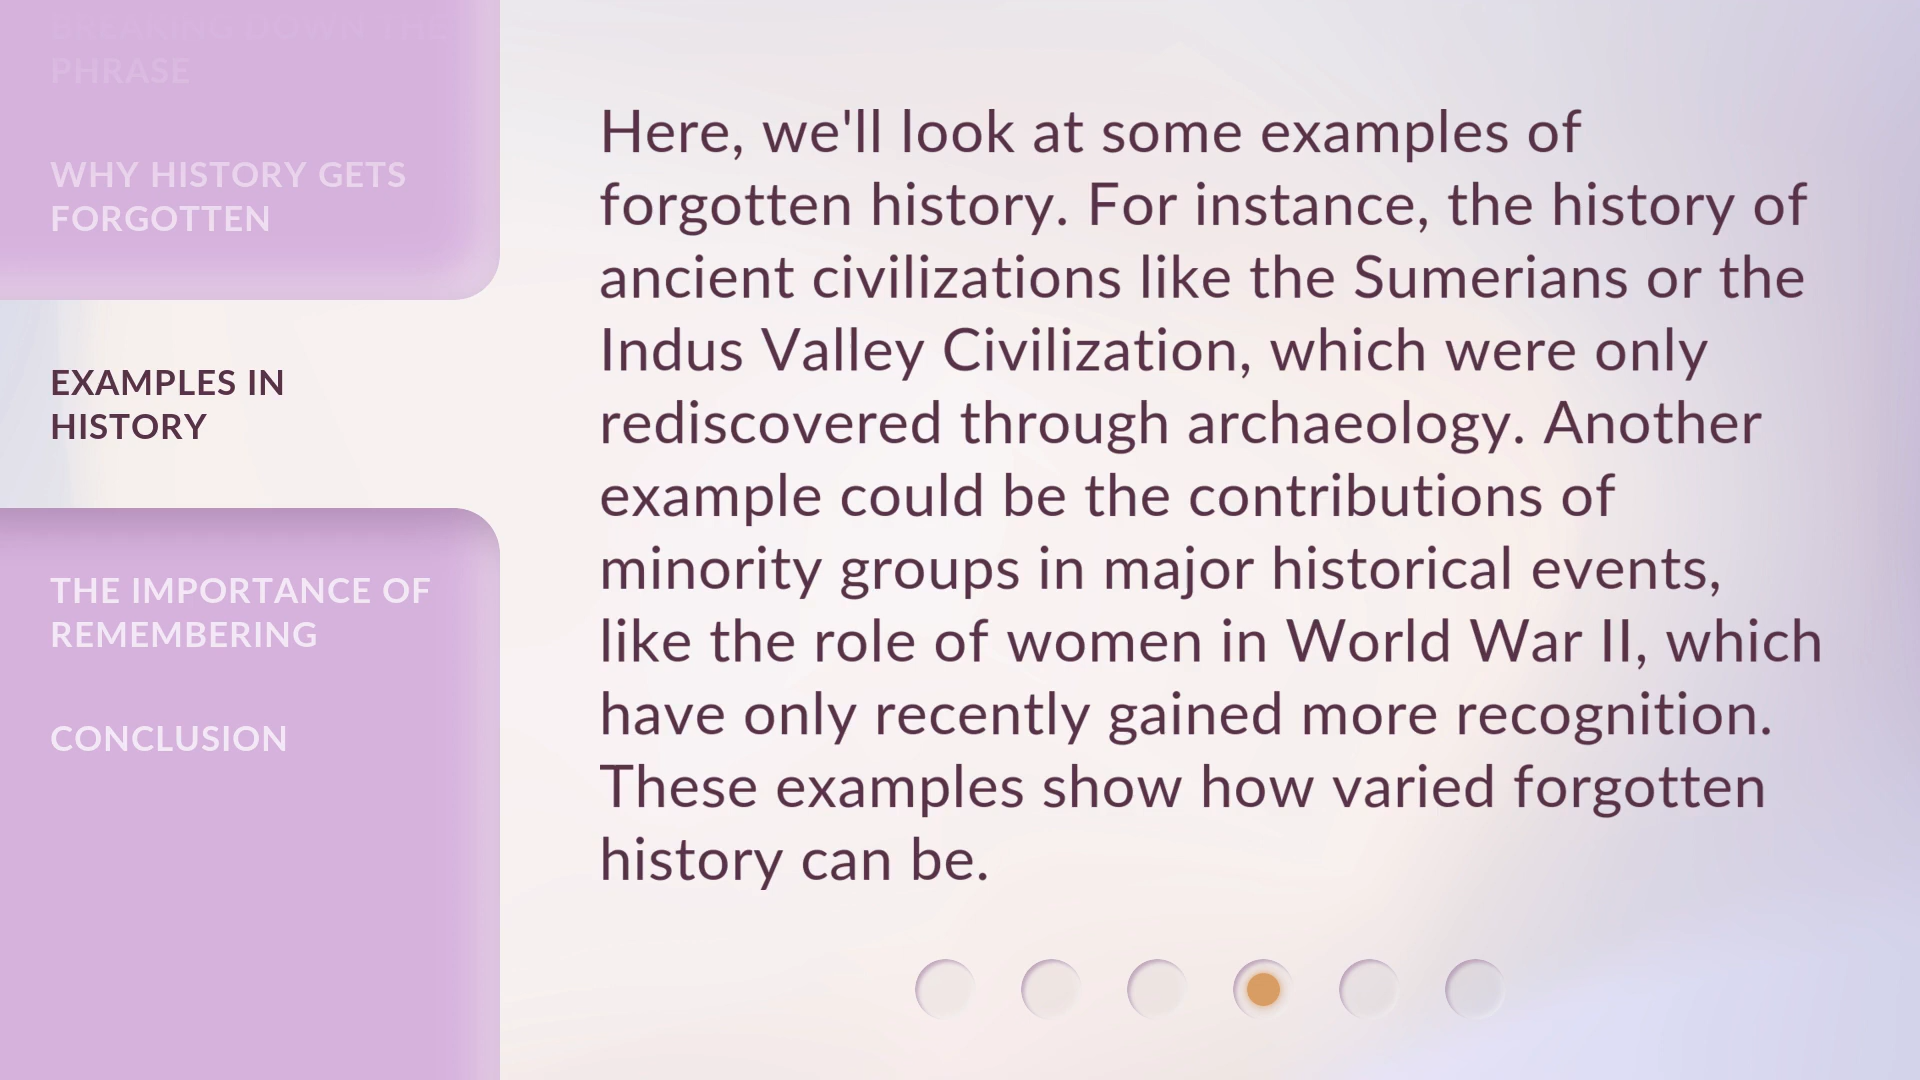 BREAKING DOWN THE
PHRASE
WHY HISTORY GETS
FORGOTTEN
EXAMPLES IN
HISTORY
THE IMPORTANCE OF
REMEMBERING
CONCLUSION
Here, we'll look at some examples of
forgotten history. For instance, the history of
ancient civilizations like the Sumerians or the
Indus Valley Civilization, which were only
rediscovered through archaeology. Another
example could be the contributions of
minority groups in major historical events,
like the role of women in World War II, which
have only recently gained more recognition.
These examples show how varied forgotten
history can be.